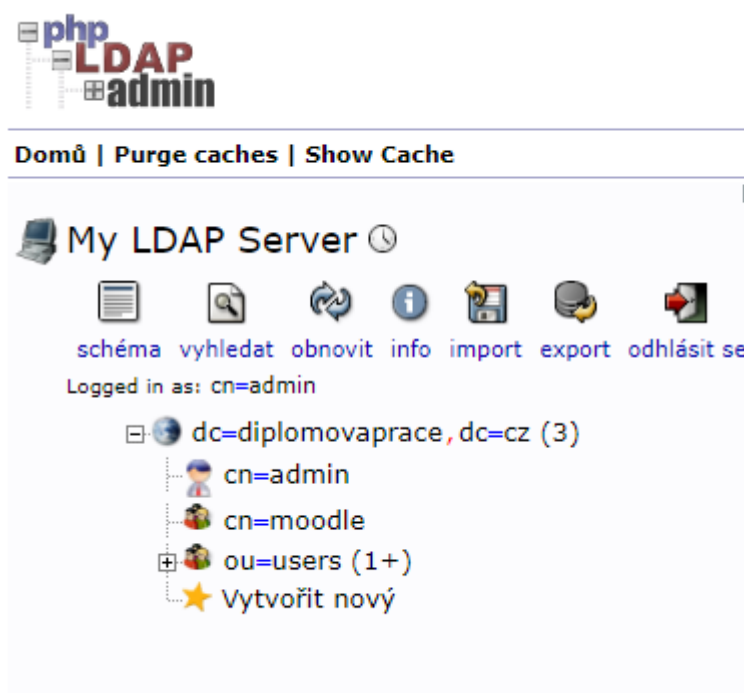 php
LDAP
admin
Domů | Purge caches | Show Cache
My LDAP Server
schéma vyhledat obnovit info import export odhlásit se
Logged in as: cn=admin
dc=diplomovaprace, dc=cz (3)
cn=admin
cn=moodle
ou=users (1+)
Vytvořit nový